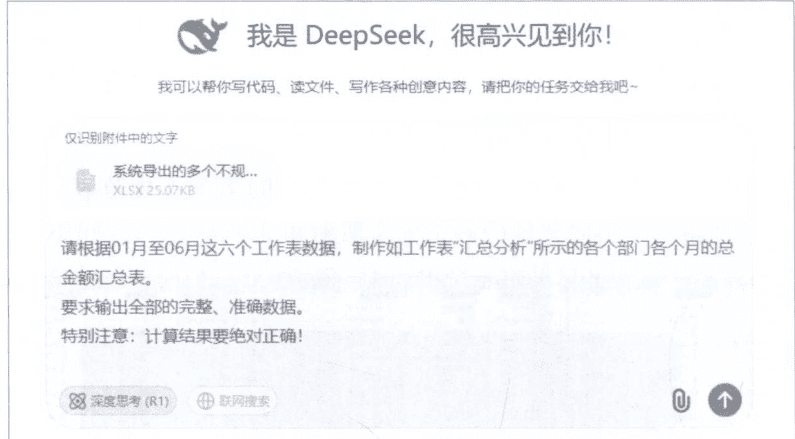 我是 DeepSeek，很高兴见到你！
我可以帮你写代码、读文件、写作各种创意内容，请把你的任务交给我吧~
仅识别附件中的文字
系统导出的多个不规...
XLSX 25.07KB
请根据01月至06月这六个工作表数据，制作如工作表“汇总分析”所示的各个部门各个月的总
金额汇总表。
要求输出全部的完整、准确数据。
特别注意：计算结果要绝对正确！
深度思考 (R1) 联网搜索